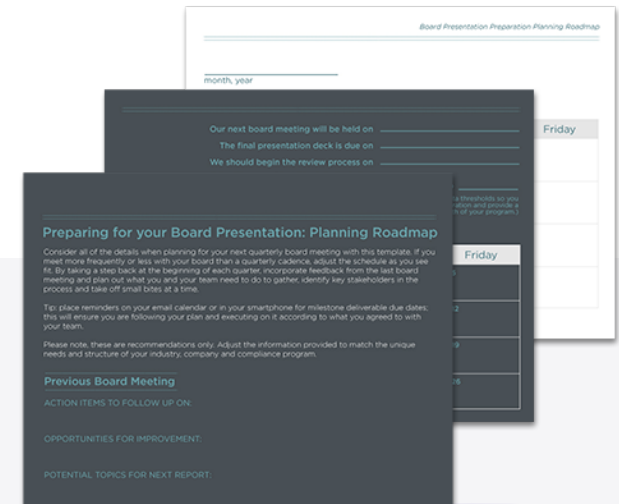 Board Presentation Preparation Planning Roadmap
month, year
Friday
Our next board meeting will be held on
The final presentation deck is due on
We should begin the review process on
thresholds so you
ation and provide a
of your program.)
Friday
Preparing for your Board Presentation: Planning Roadmap
Consider all of the details when planning for your next quarterly board meeting with this template. If you
meet more frequently or less with your board than a quarterly cadence, adjust the schedule as you see
fit. By taking a step back at the beginning of each quarter, incorporate feedback from the last board
meeting and plan out what you and your team need to do to gather, identify key stakeholders in the
process and take off small bites at a time.
Tip: place reminders on your email calendar or in your smartphone for milestone deliverable due dates;
this will ensure you are following your plan and executing on it according to what you agreed to with
your team.
Please note, these are recommendations only. Adjust the information provided to match the unique
needs and structure of your industry, company and compliance program.
Previous Board Meeting
ACTION ITEMS TO FOLLOW UP ON:
OPPORTUNITIES FOR IMPROVEMENT:
POTENTIAL TOPICS FOR NEXT REPORT: